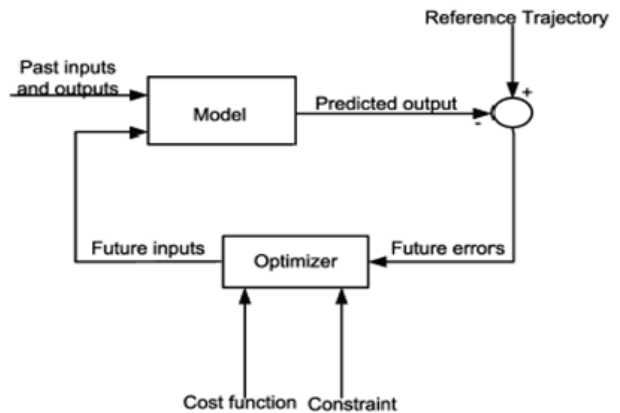 Reference Trajectory
Past inputs
and outputs
Model
Predicted output
+
-
Future inputs
Optimizer
Future errors
Cost function
Constraint